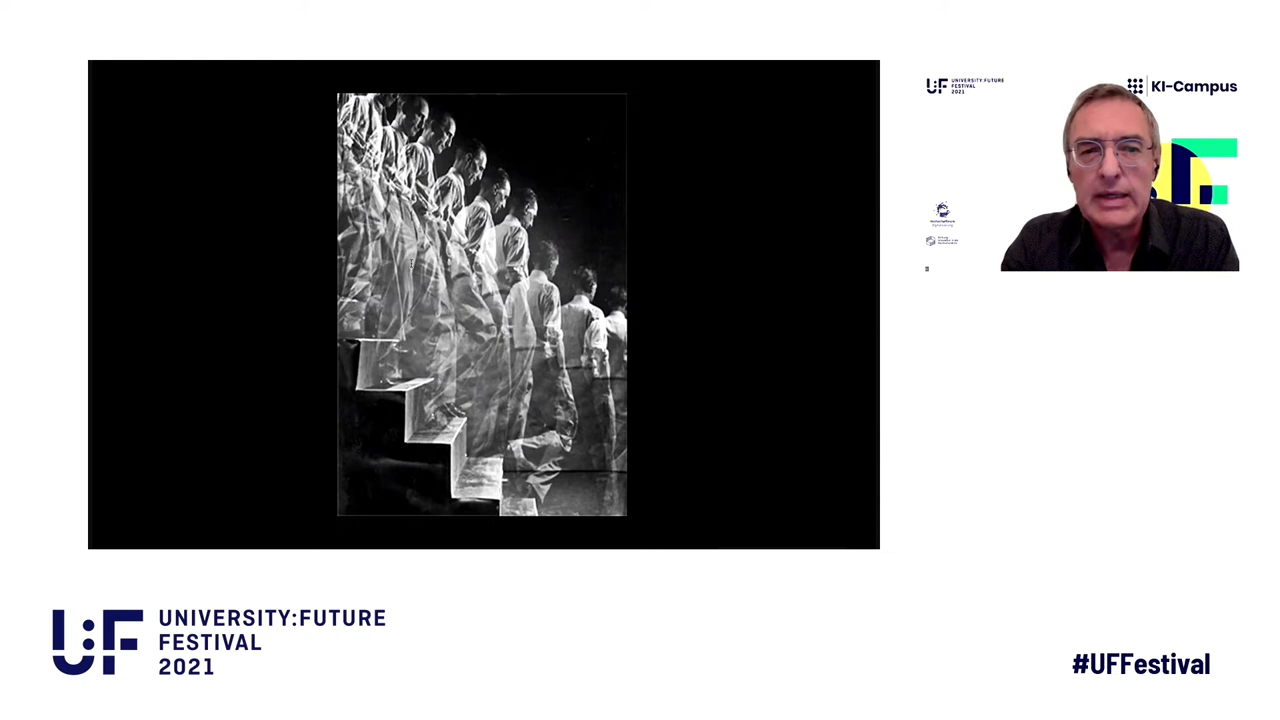 UNIVERSITY:FUTURE
FESTIVAL
2021
KI-Campus
U:F
UNIVERSITY:FUTURE
FESTIVAL
2021
#UFFestival